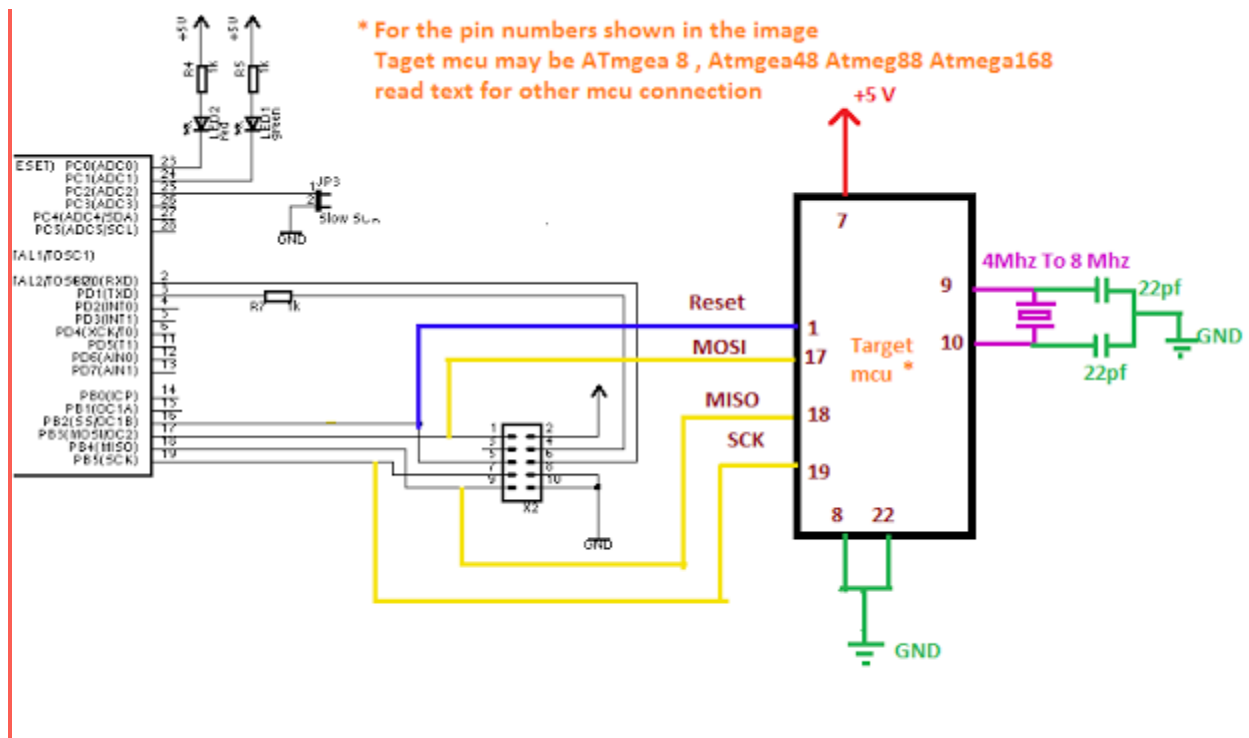 * For the pin numbers shown in the image
Taget mcu may be ATmgea 8 , Atmgea48 Atmeg88 Atmega168
read text for other mcu connection
+5V
+5V
R4
1k
R5
1k
LED2
red
LED1
green
ESET) PC0(ADC0)
PC1(ADC1)
PC2(ADC2)
PC3(ADC3)
PC4(ADC4/SDA)
PC5(ADC5/SCL)
23
24
25
26
27
28
JP3
1
2
Slow
GND
TAL1/TOSC1)
(RXD)
PD1(TXD)
PD2(INT0)
PD3(INT1)
PD4(XCK/T0)
PD5(T1)
PD6(AIN0)
PD7(AIN1)
2
3
4
5
6
11
12
13
R7
1k
PB0(ICP)
PB1(OC1A)
PB2(SS/OC1B)
PB3(MOSI/OC2)
PB4(MISO)
PB5(SCK)
14
15
16
17
18
19
1
3
5
7
9
2
4
6
8
10
X2
GND
Reset
MOSI
MISO
SCK
+5 V
7
1
17
18
19
9
10
Target
mcu *
8 22
GND
4Mhz To 8 Mhz
22pf
22pf
GND